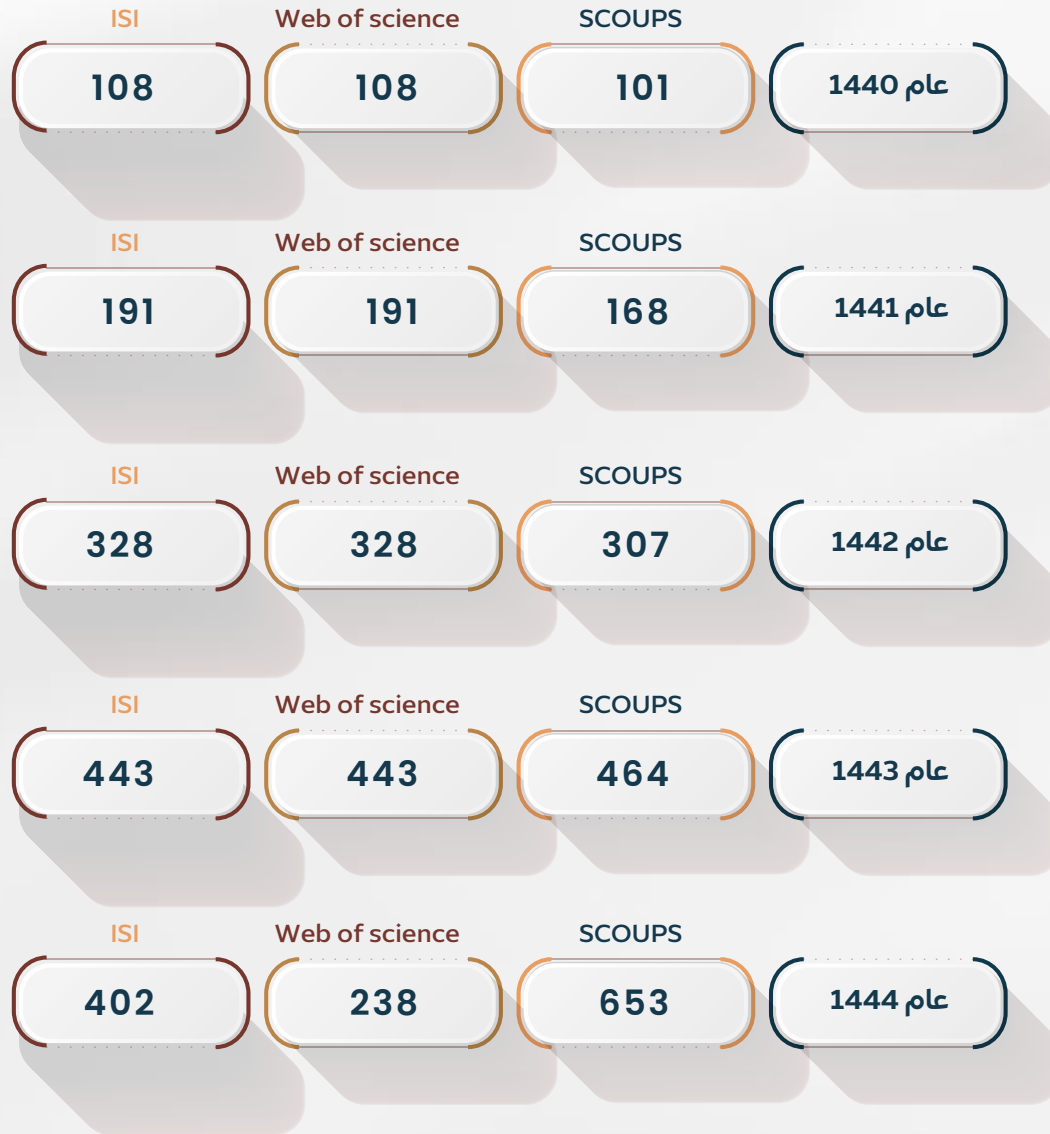 ISI Web of science SCOUPS
108 108 101 عام 1440
ISI Web of science SCOUPS
191 191 168 عام 1441
ISI Web of science SCOUPS
328 328 307 عام 1442
ISI Web of science SCOUPS
443 443 464 عام 1443
ISI Web of science SCOUPS
402 238 653 عام 1444